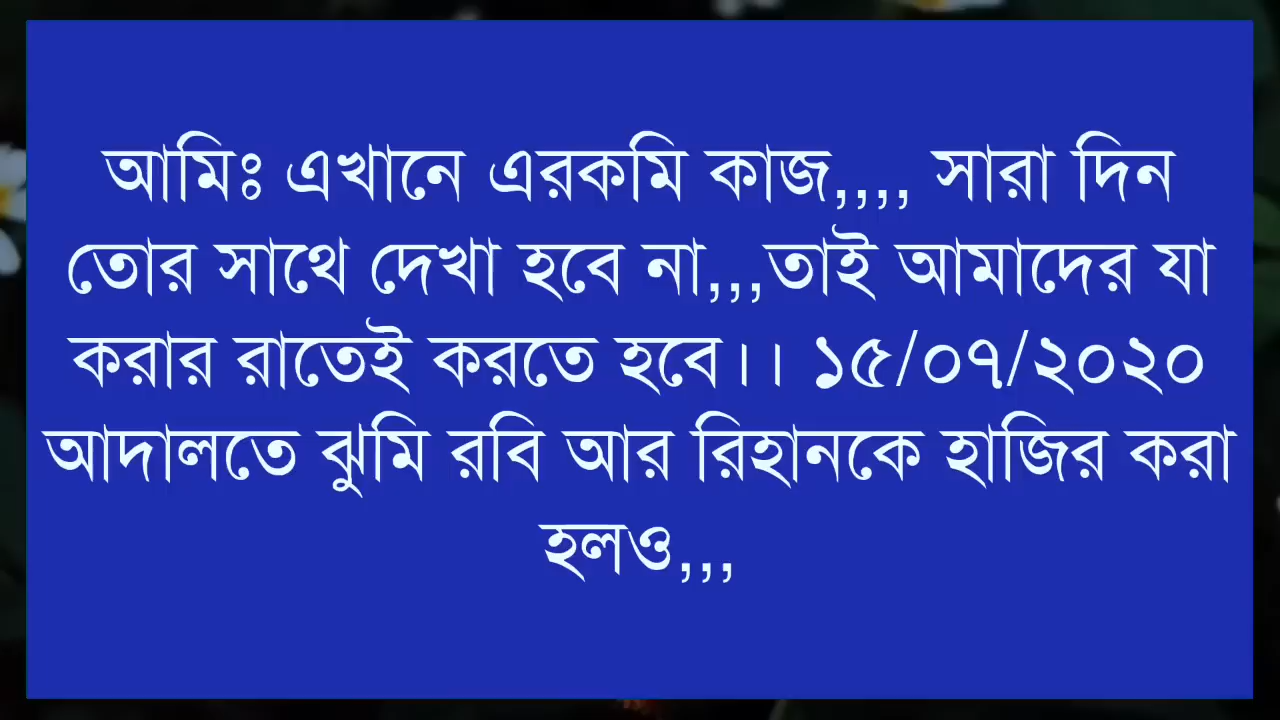 আমিঃ এখানে এরকমি কাজ,,,, সারা দিন
তোর সাথে দেখা হবে না,,,তাই আমাদের যা
করার রাতেই করতে হবে।। ১৫/০৭/২০২০
আদালতে ঝুমি রবি আর রিহানকে হাজির করা
হলও,,,